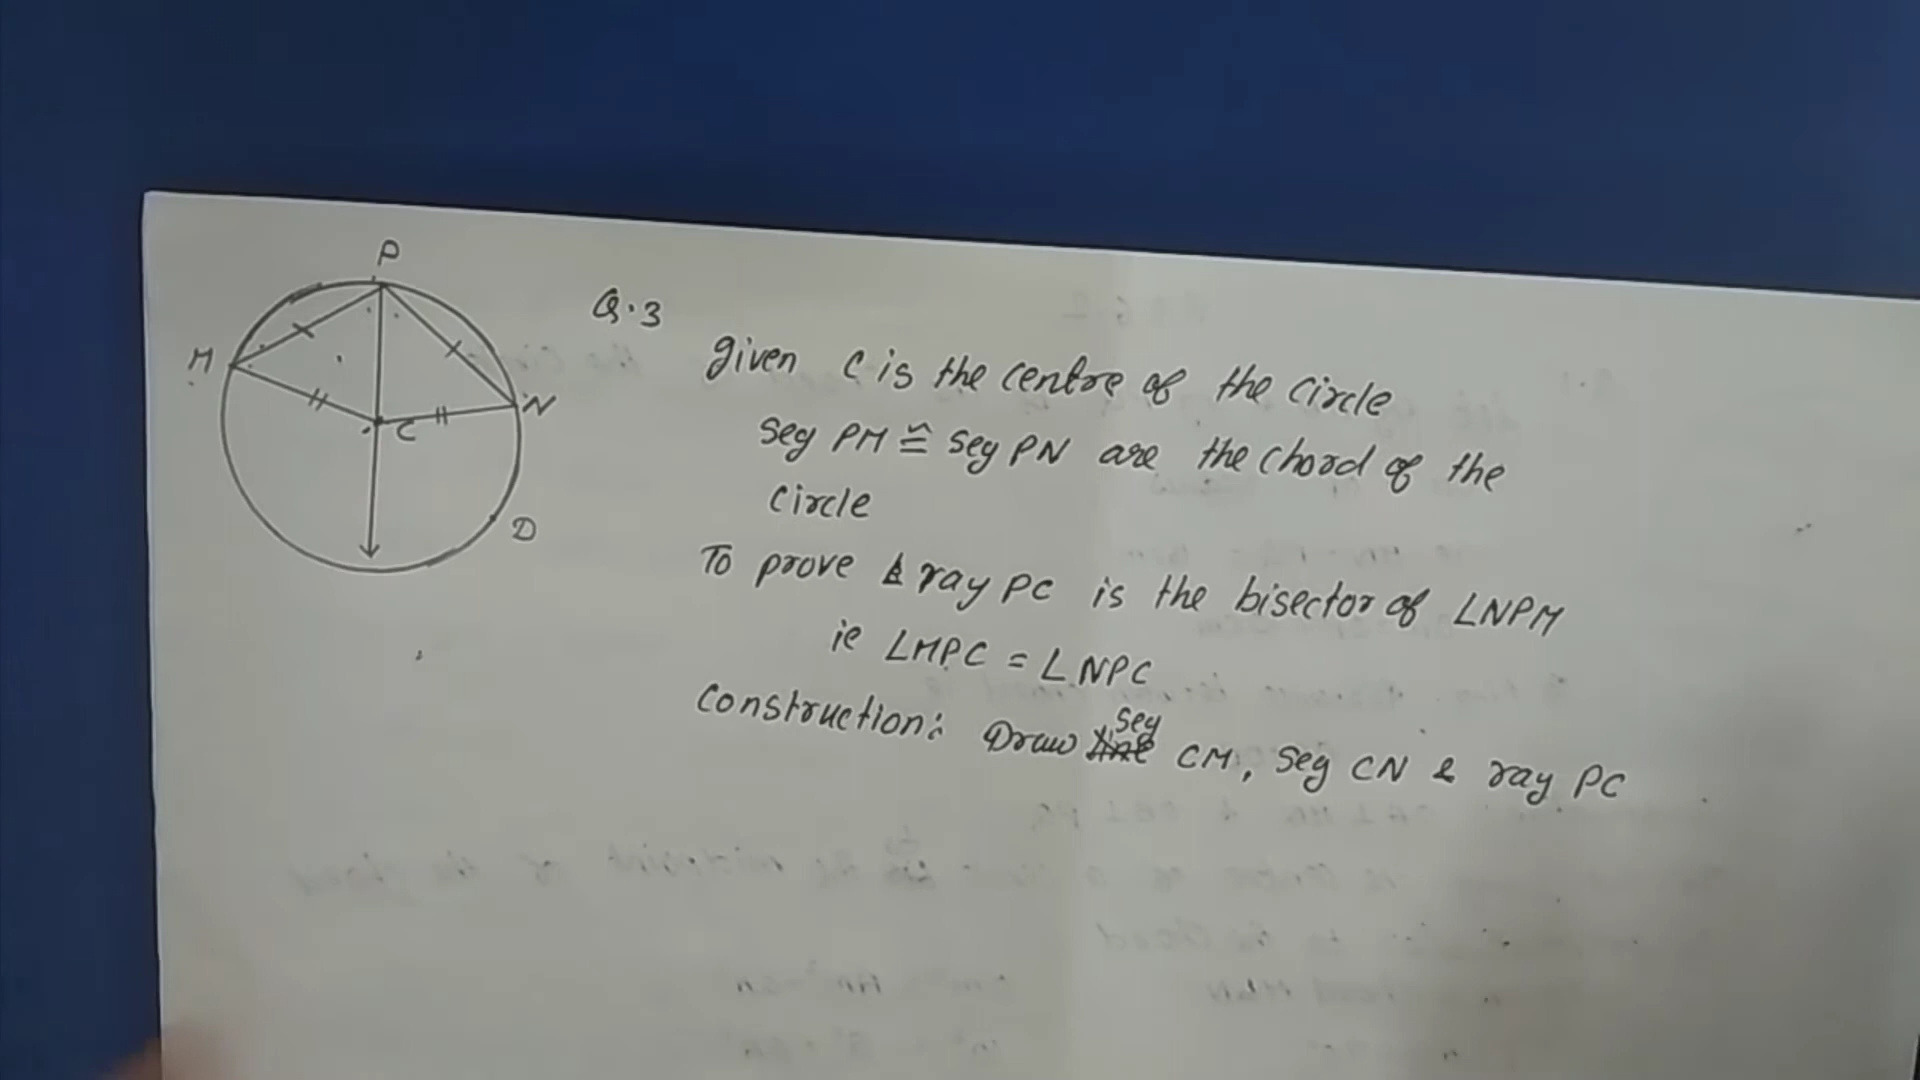 P
M
C
N
D
Q.3
given C is the centre of the circle
seg PM ≅ seg PN are the chord of the
circle
To prove ray PC is the bisector of ∠NPM
ie ∠MPC = ∠NPC
Construction: Draw seg CM, seg CN & ray PC